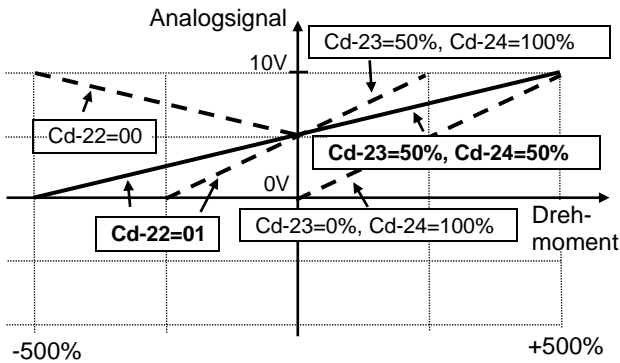 Analogsignal
Cd-23=50%, Cd-24=100%
10V
Cd-22=00
Cd-23=50%, Cd-24=50%
0V
Cd-22=01
Cd-23=0%, Cd-24=100%
Dreh-
moment
-500%
+500%